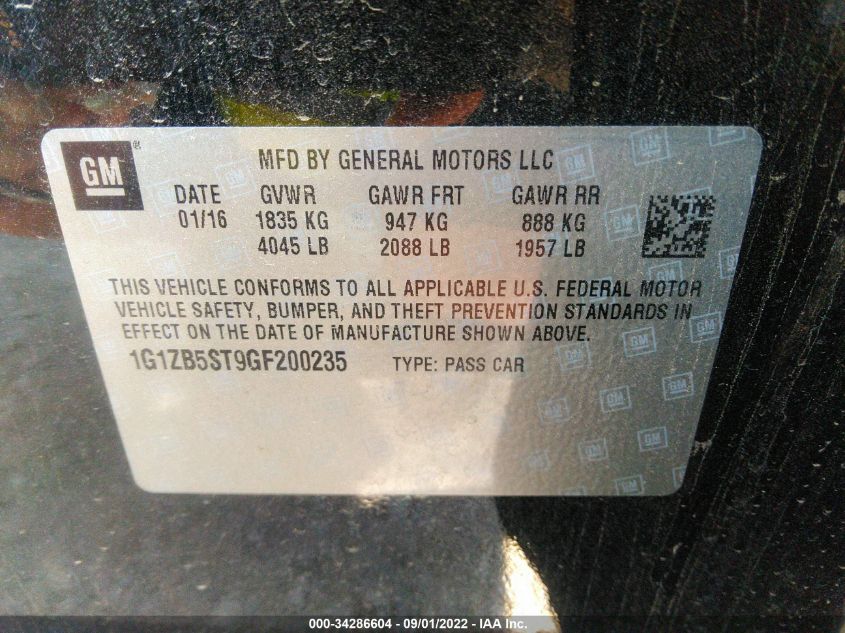 GM ®
MFD BY GENERAL MOTORS LLC
DATE GVWR GAWR FRT GAWR RR
01/16 1835 KG 947 KG 888 KG
4045 LB 2088 LB 1957 LB
THIS VEHICLE CONFORMS TO ALL APPLICABLE U.S. FEDERAL MOTOR
VEHICLE SAFETY, BUMPER, AND THEFT PREVENTION STANDARDS IN
EFFECT ON THE DATE OF MANUFACTURE SHOWN ABOVE.
1G1ZB5ST9GF200235 TYPE: PASS CAR
000-34286604 - 09/01/2022 - IAA Inc.